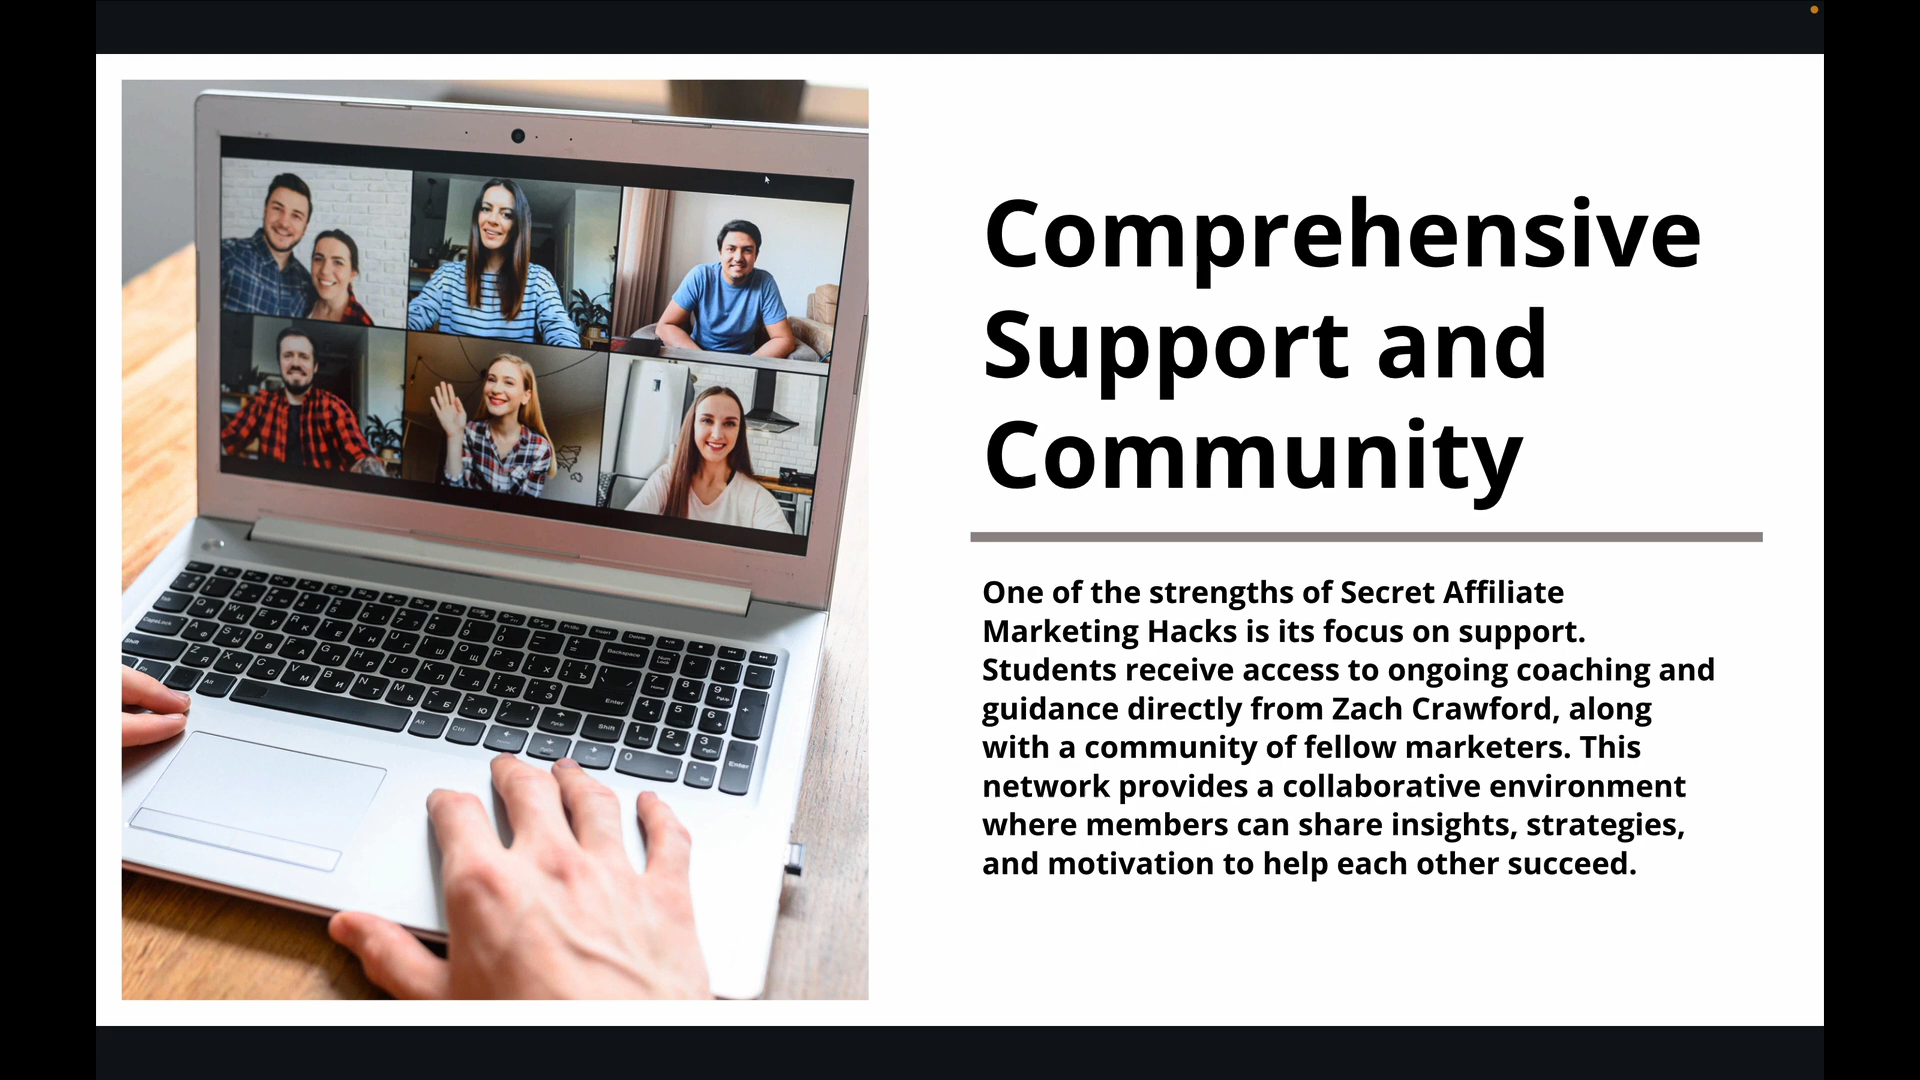 Comprehensive
Support and
Community
One of the strengths of Secret Affiliate
Marketing Hacks is its focus on support.
Students receive access to ongoing coaching and
guidance directly from Zach Crawford, along
with a community of fellow marketers. This
network provides a collaborative environment
where members can share insights, strategies,
and motivation to help each other succeed.